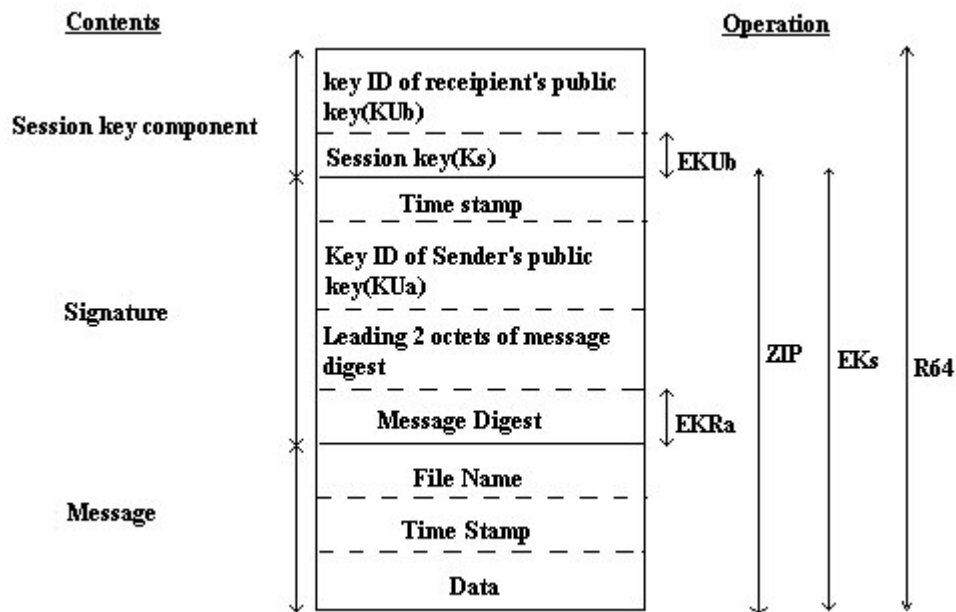 Contents
Operation
key ID of receipient's public
key(KUb)
Session key component
Session key(Ks)
EKUb
Time stamp
Key ID of Sender's public
key(KUa)
Signature
Leading 2 octets of message
digest
ZIP
EKs
R64
Message Digest
EKRa
File Name
Message
Time Stamp
Data